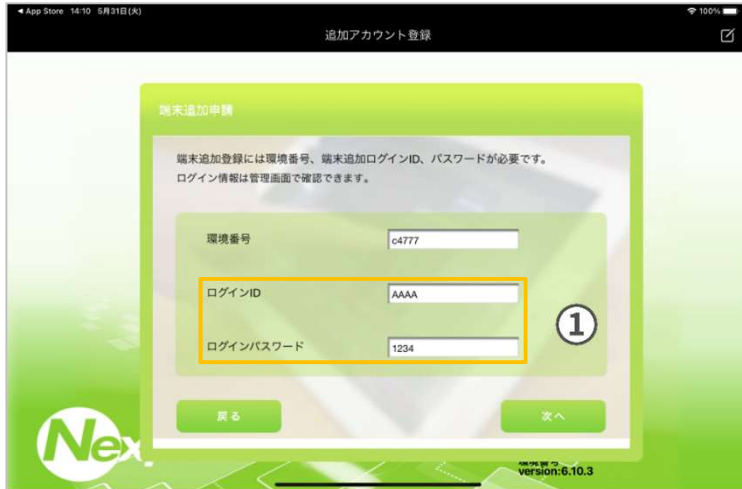 ◀ App Store 14:10 5月31日(火) 100%
追加アカウント登録
端末追加申請
端末追加登録には環境番号、端末追加ログインID、パスワードが必要です。
ログイン情報は管理画面で確認できます。
環境番号 c4777
ログインID AAAA
①
ログインパスワード 1234
戻る 次へ
Nex
環境番号
version:6.10.3